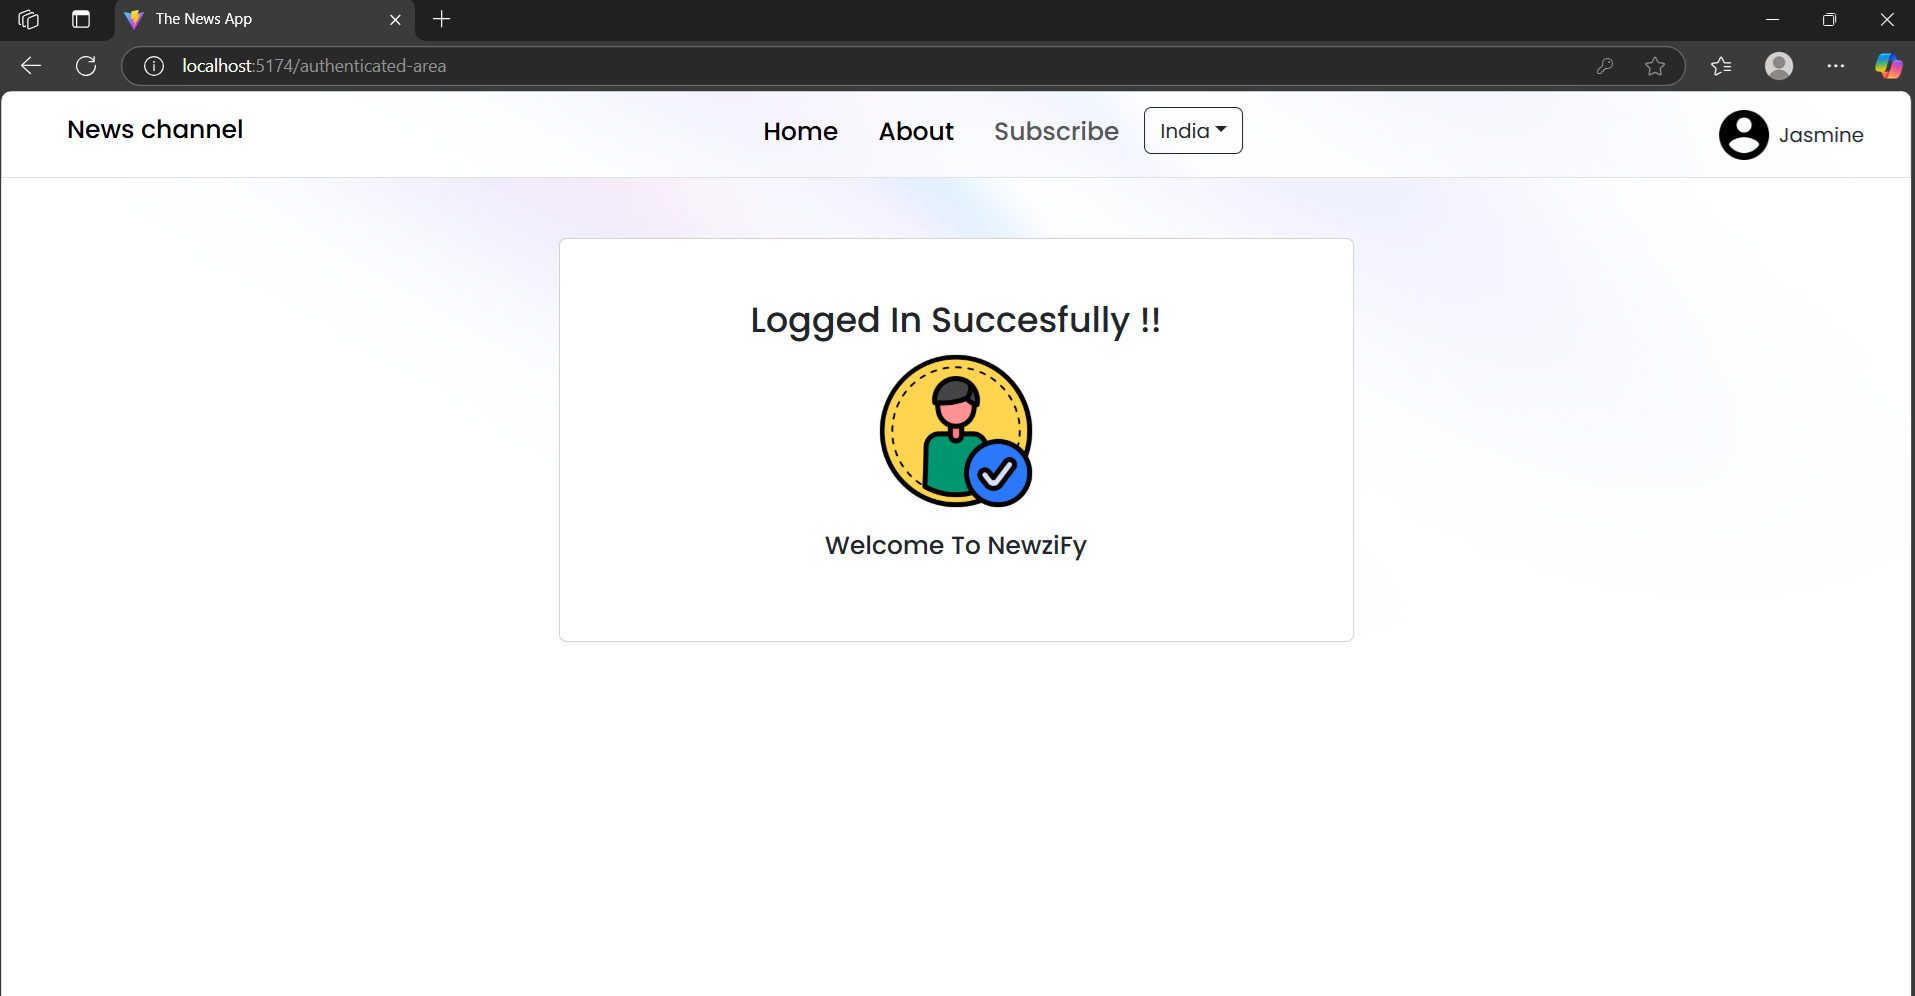 The News App
localhost:5174/authenticated-area
News channel
Home About Subscribe India
Jasmine
Logged In Succesfully !!
Welcome To NewziFy